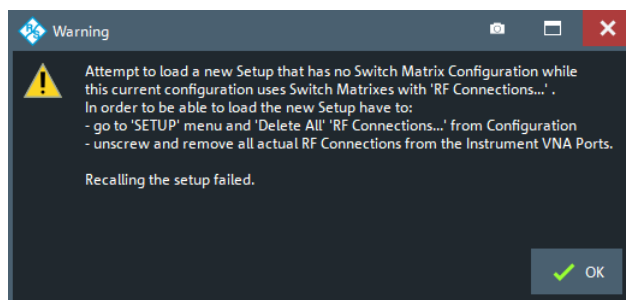 Warning
Attempt to load a new Setup that has no Switch Matrix Configuration while
this current configuration uses Switch Matrixes with 'RF Connections...' .
In order to be able to load the new Setup have to:
- go to 'SETUP' menu and 'Delete All' 'RF Connections...' from Configuration
- unscrew and remove all actual RF Connections from the Instrument VNA Ports.
Recalling the setup failed.
OK